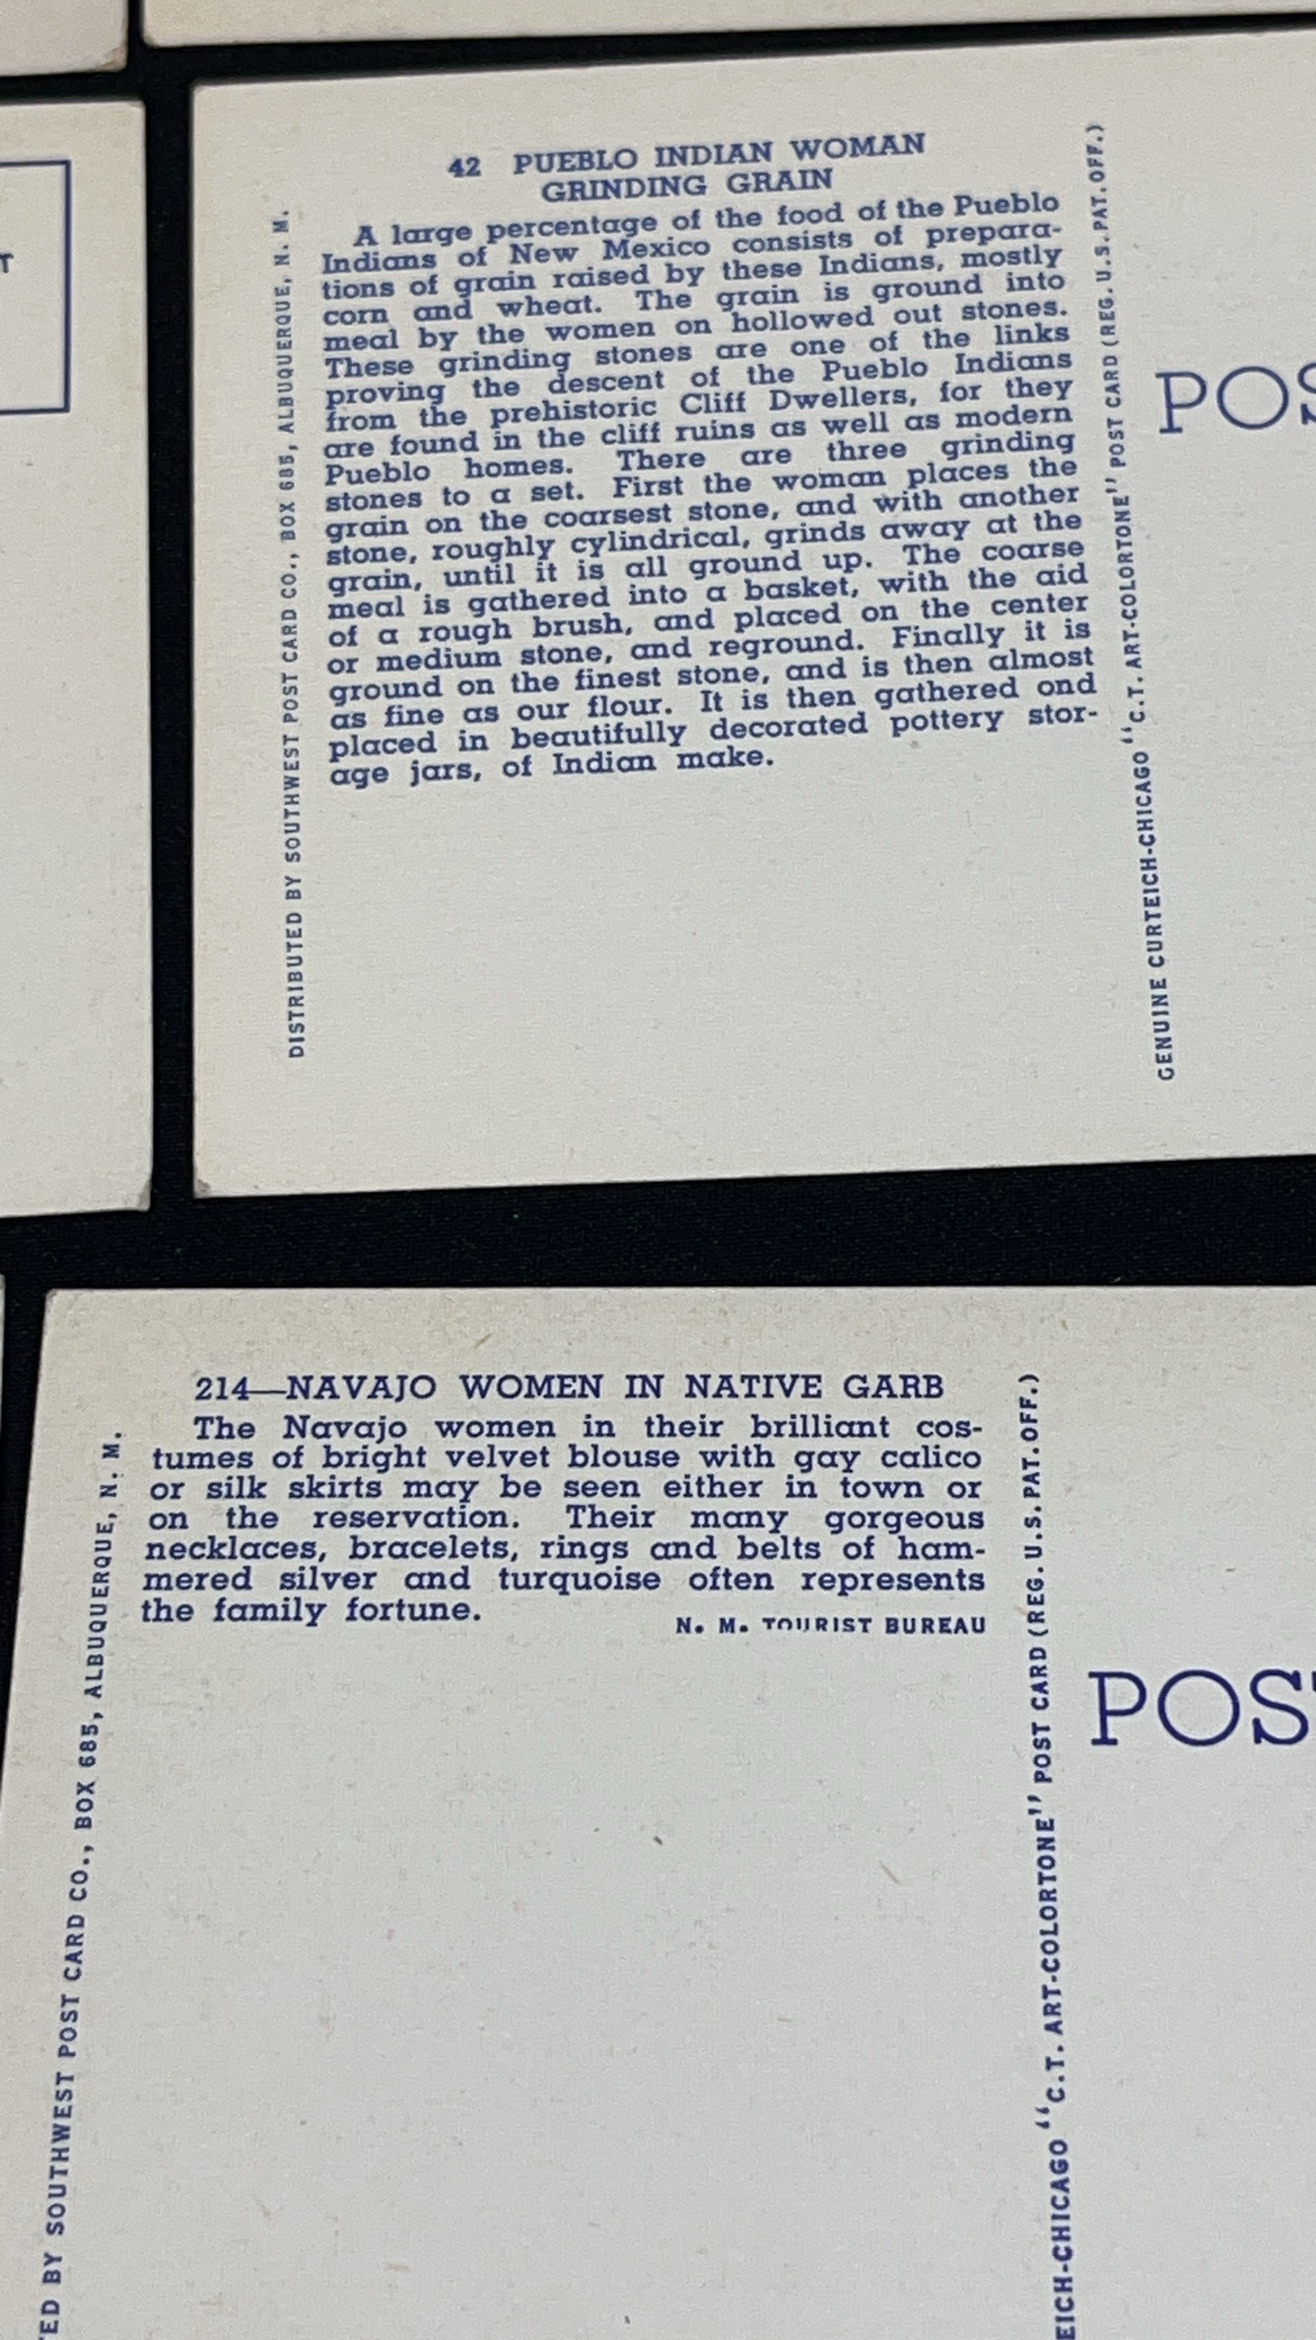 T
42 PUEBLO INDIAN WOMAN
GRINDING GRAIN
A large percentage of the food of the Pueblo
Indians of New Mexico consists of prepara-
tions of grain raised by these Indians, mostly
corn and wheat. The grain is ground into
meal by the women on hollowed out stones.
These grinding stones are one of the links
proving the descent of the Pueblo Indians
from the prehistoric Cliff Dwellers, for they
are found in the cliff ruins as well as modern
Pueblo homes. There are three grinding
stones to a set. First the woman places the
grain on the coarsest stone, and with another
stone, roughly cylindrical, grinds away at the
grain, until it is all ground up. The coarse
meal is gathered into a basket, with the aid
of a rough brush, and placed on the center
or medium stone, and reground. Finally it is
ground on the finest stone, and is then almost
as fine as our flour. It is then gathered ond
placed in beautifully decorated pottery stor-
age jars, of Indian make.
DISTRIBUTED BY SOUTHWEST POST CARD CO., BOX 685, ALBUQUERQUE, N. M.
GENUINE CURTEICH-CHICAGO "C.T. ART-COLORTONE" POST CARD (REG. U.S. PAT. OFF.)
POS
214—NAVAJO WOMEN IN NATIVE GARB
The Navajo women in their brilliant cos-
tumes of bright velvet blouse with gay calico
or silk skirts may be seen either in town or
on the reservation. Their many gorgeous
necklaces, bracelets, rings and belts of ham-
mered silver and turquoise often represents
the family fortune.
N. M. TOURIST BUREAU
TED BY SOUTHWEST POST CARD CO., BOX 685, ALBUQUERQUE, N. M.
EICH-CHICAGO "C.T. ART-COLORTONE" POST CARD (REG. U.S. PAT. OFF.)
POST